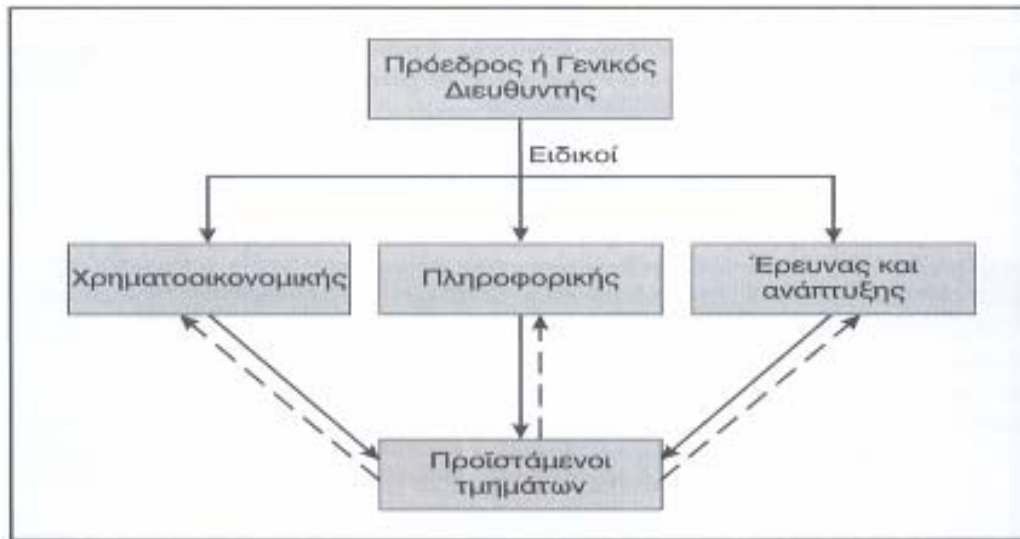 Πρόεδρος ή Γενικός
Διευθυντής
Ειδικοί
Χρηματοοικονομικής
Πληροφορικής
Έρευνας και
ανάπτυξης
Προϊστάμενοι
τμημάτων